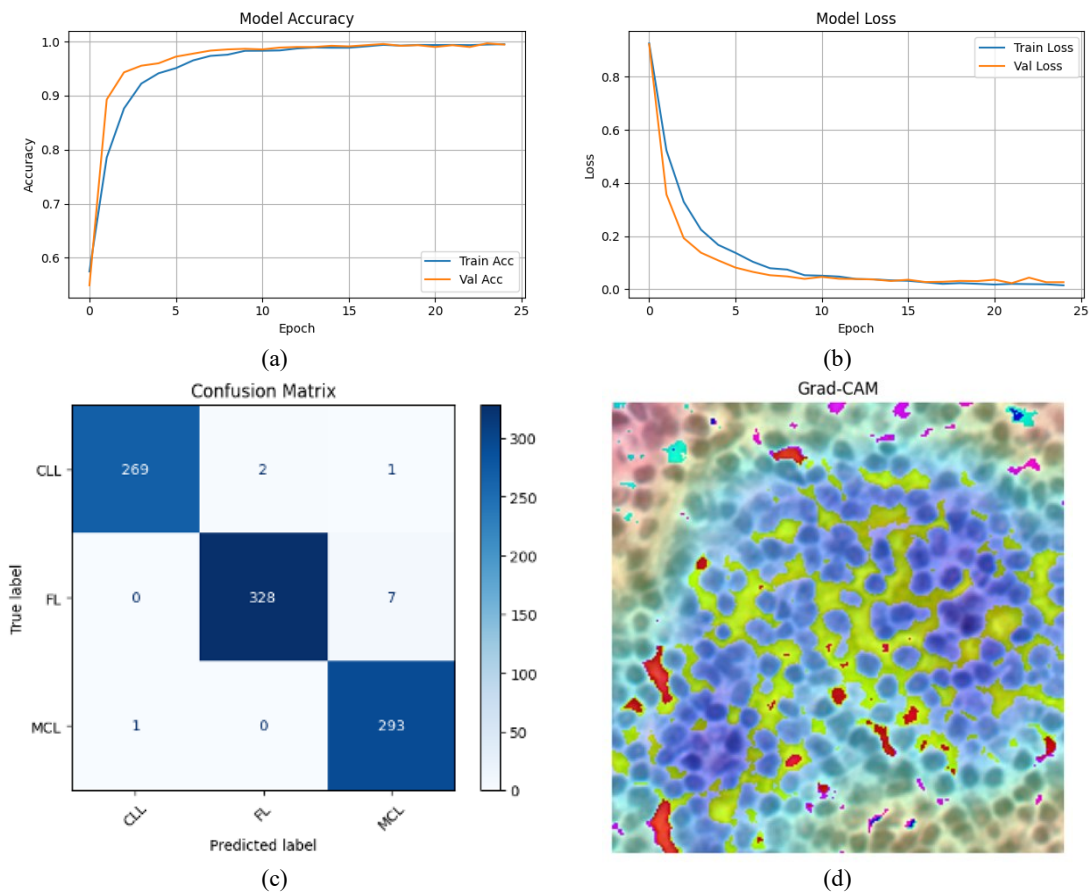 Model Accuracy
1.0
0.9
0.8
0.7
0.6
Accuracy
Train Acc
Val Acc
0 5 10 15 20 25
Epoch
(a)
Model Loss
0.8
0.6
0.4
0.2
0.0
Loss
Train Loss
Val Loss
0 5 10 15 20 25
Epoch
(b)
Confusion Matrix
True label
CLL 269 2 1
FL 0 328 7
MCL 1 0 293
CLL FL MCL
Predicted label
300
250
200
150
100
50
0
(c)
Grad-CAM
(d)